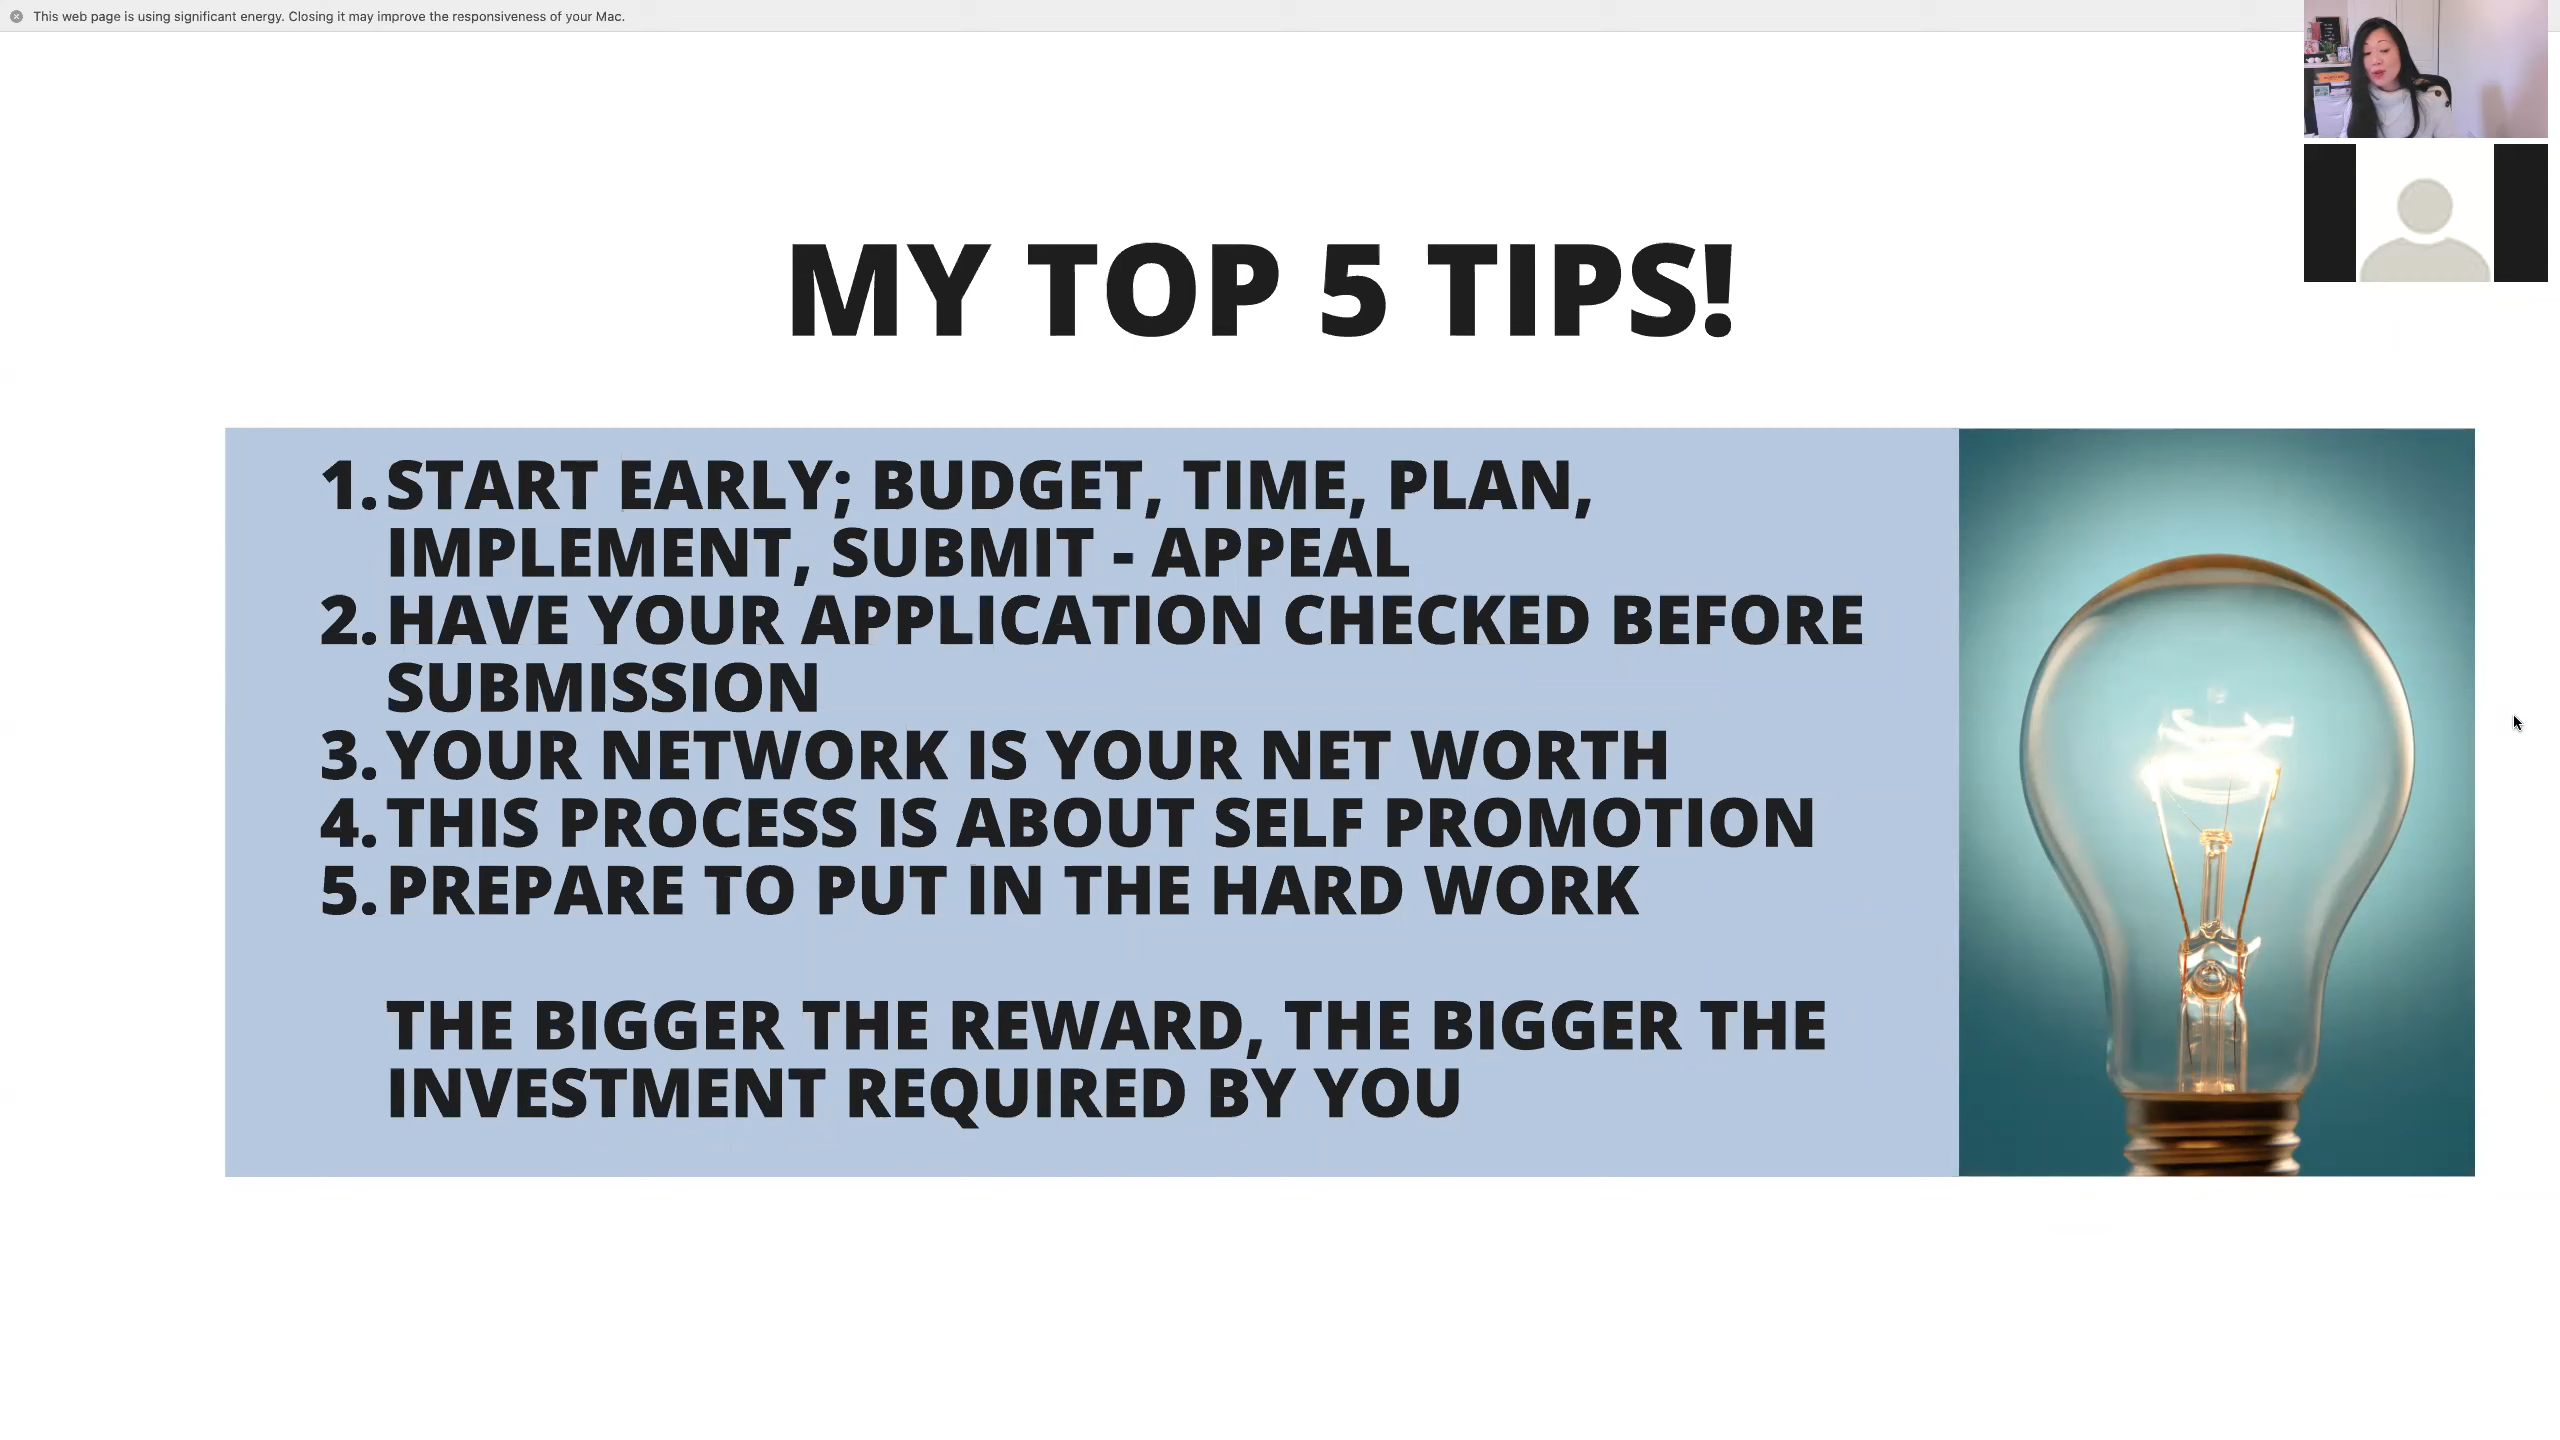 This web page is using significant energy. Closing it may improve the responsiveness of your Mac.
MY TOP 5 TIPS!
1. START EARLY; BUDGET, TIME, PLAN,
IMPLEMENT, SUBMIT - APPEAL
2. HAVE YOUR APPLICATION CHECKED BEFORE
SUBMISSION
3. YOUR NETWORK IS YOUR NET WORTH
4. THIS PROCESS IS ABOUT SELF PROMOTION
5. PREPARE TO PUT IN THE HARD WORK
THE BIGGER THE REWARD, THE BIGGER THE
INVESTMENT REQUIRED BY YOU